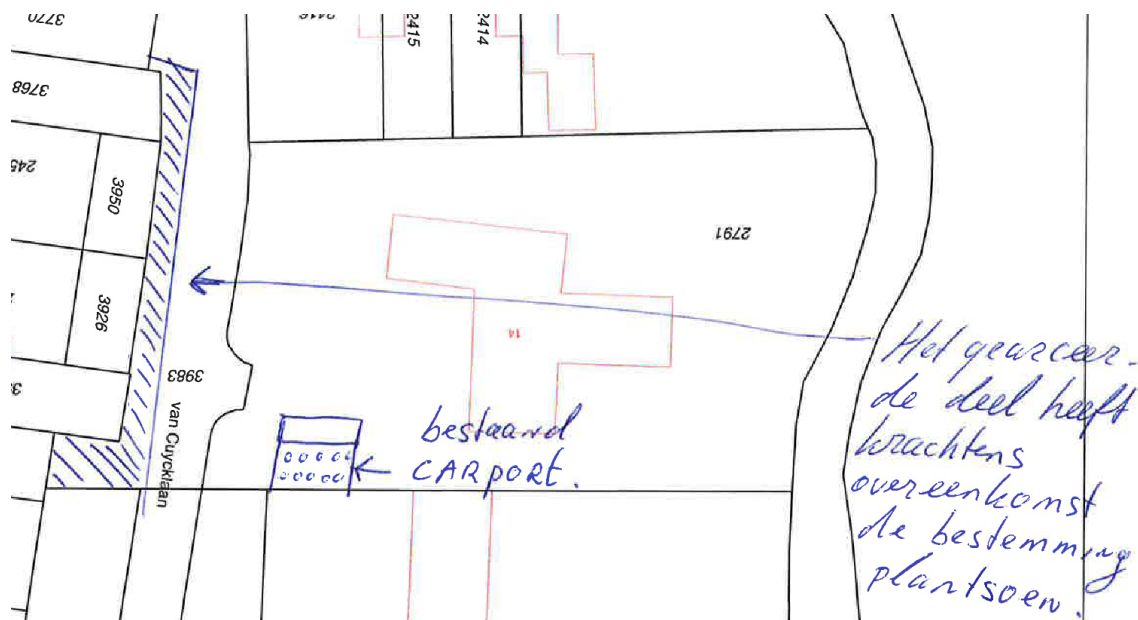 3770
2416
2415
2414
3768
245
3950
2791
3926
14
3983
van Cuycklaan
bestaand
CARPORT.
Het gearceer-
de deel heeft
krachtens
overeenkomst
de bestemming
plantsoen.